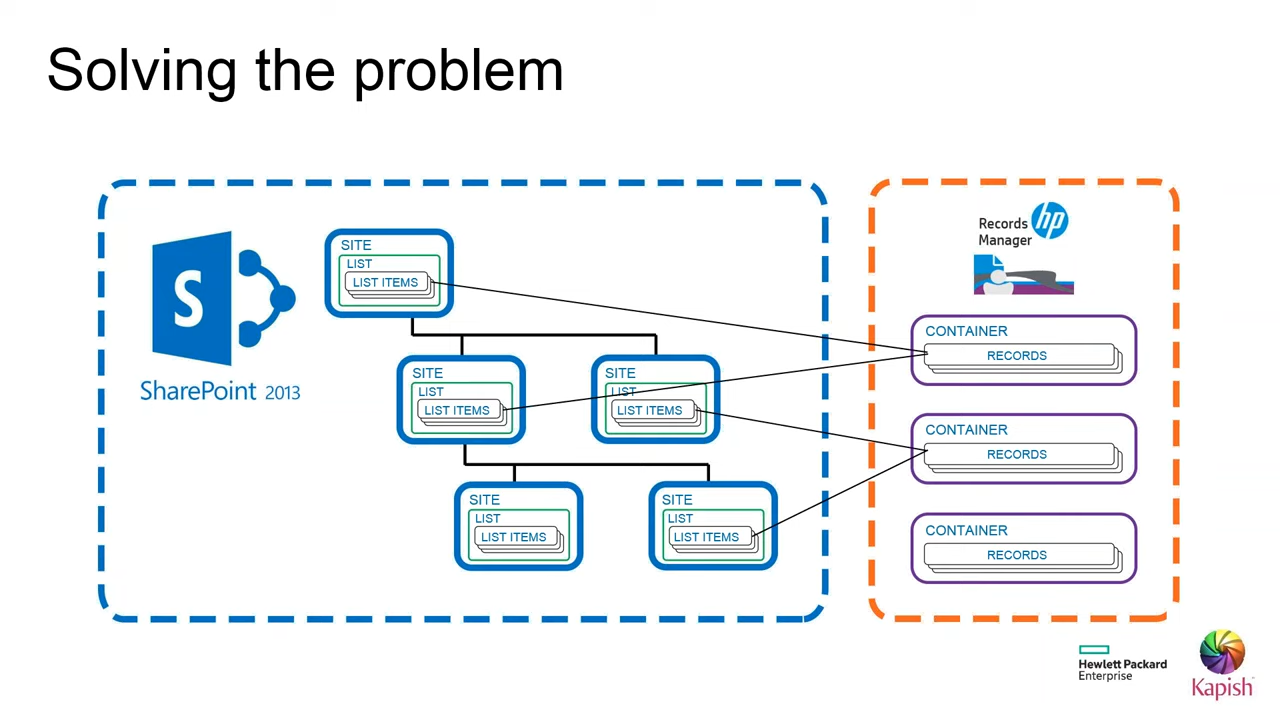 Solving the problem
S
SharePoint 2013
SITE
LIST
LIST ITEMS
SITE
LIST
LIST ITEMS
SITE
LIST
LIST ITEMS
SITE
LIST
LIST ITEMS
SITE
LIST
LIST ITEMS
Records
Manager
hp
CONTAINER
RECORDS
CONTAINER
RECORDS
CONTAINER
RECORDS
Hewlett Packard
Enterprise
Kapish